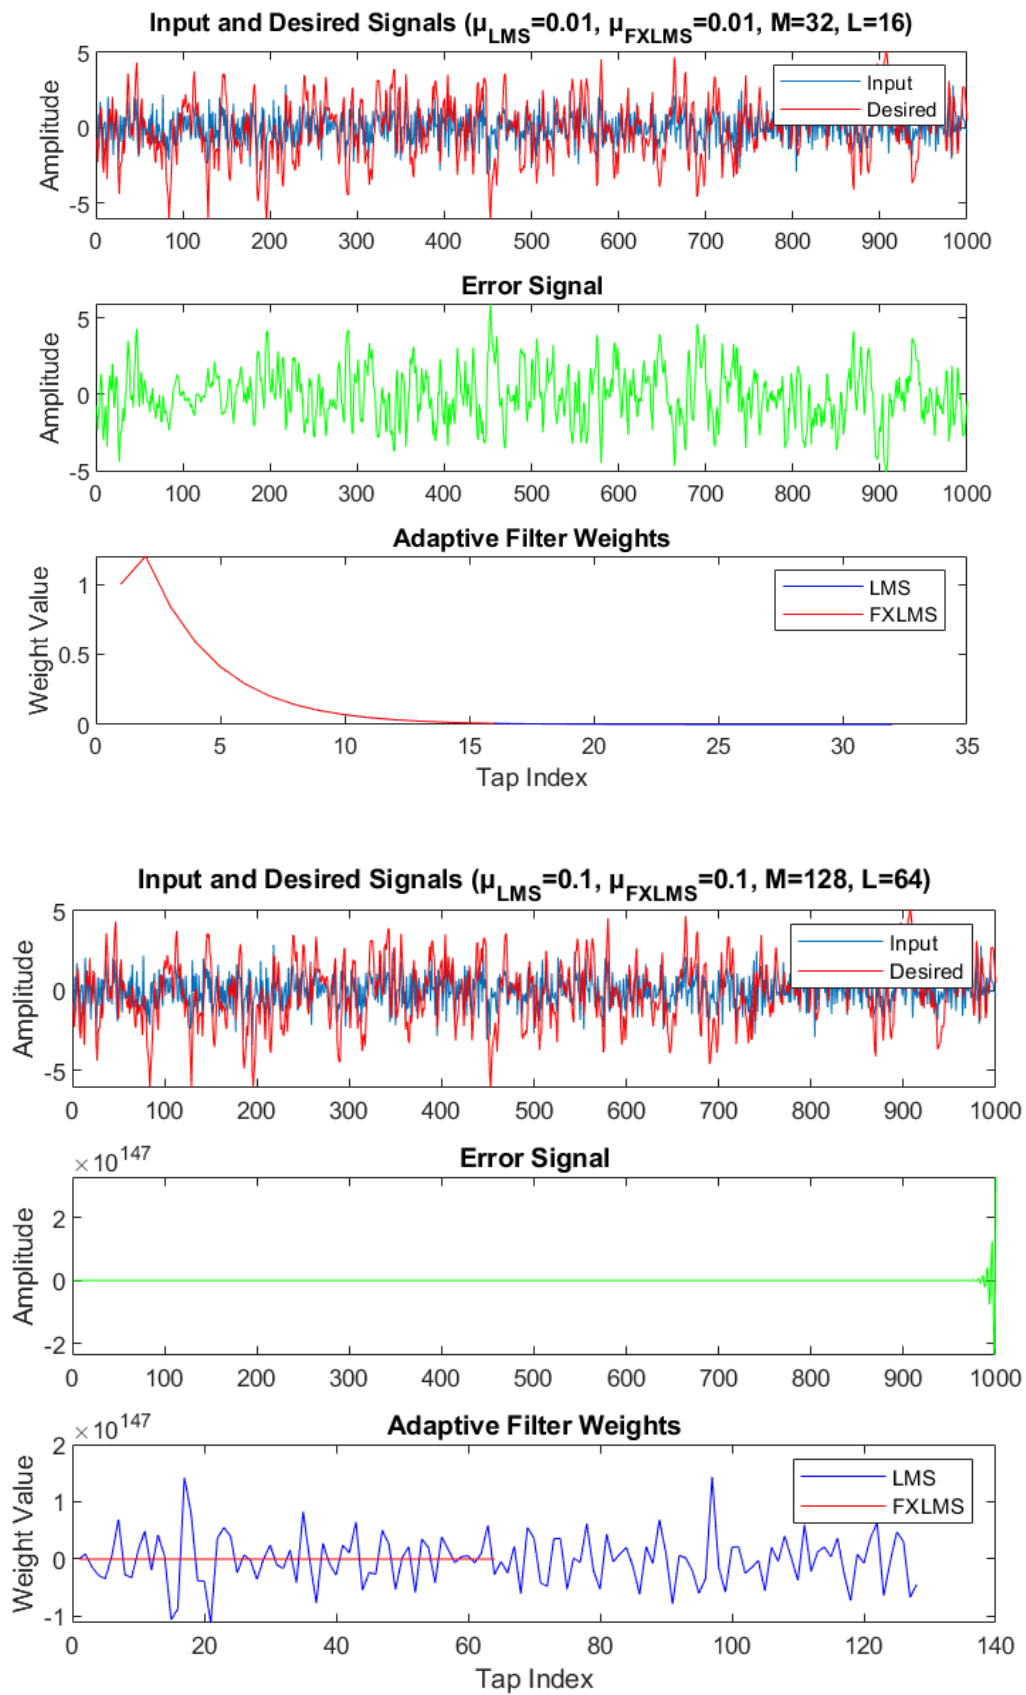 Input and Desired Signals (μLMS=0.01, μFXLMS=0.01, M=32, L=16)
5
0
-5
Amplitude
Input
Desired
0 100 200 300 400 500 600 700 800 900 1000
Error Signal
5
0
-5
Amplitude
0 100 200 300 400 500 600 700 800 900 1000
Adaptive Filter Weights
1
0.5
0
Weight Value
LMS
FXLMS
0 5 10 15 20 25 30 35
Tap Index
Input and Desired Signals (μLMS=0.1, μFXLMS=0.1, M=128, L=64)
5
0
-5
Amplitude
Input
Desired
0 100 200 300 400 500 600 700 800 900 1000
×10^147
Error Signal
2
0
-2
Amplitude
0 100 200 300 400 500 600 700 800 900 1000
×10^147
Adaptive Filter Weights
2
1
0
-1
Weight Value
LMS
FXLMS
0 20 40 60 80 100 120 140
Tap Index